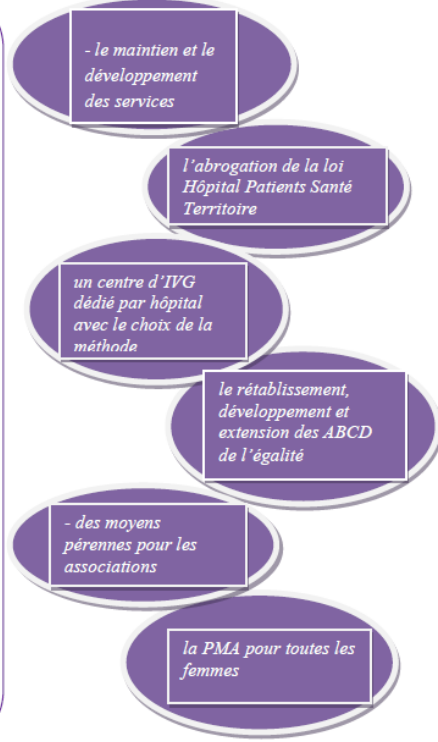 - le maintien et le
développement
des services
l'abrogation de la loi
Hôpital Patients Santé
Territoire
un centre d'IVG
dédié par hôpital
avec le choix de la
méthode
le rétablissement,
développement et
extension des ABCD
de l'égalité
- des moyens
pérennes pour les
associations
la PMA pour toutes les
femmes